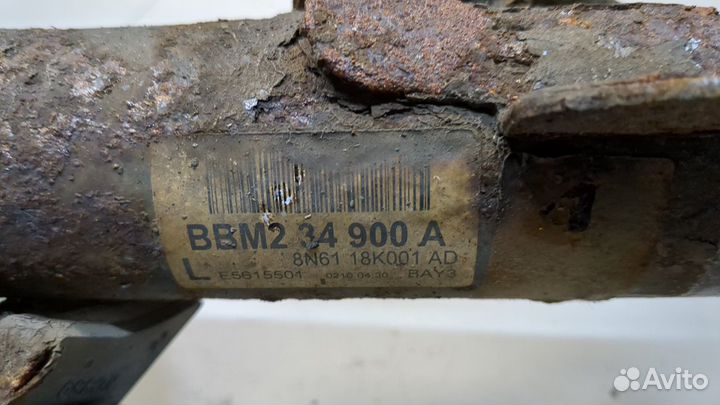 BBM2 34 900 A
8N61 18K001 AD
L E5615501 0210 04:30 BAY3
Avito